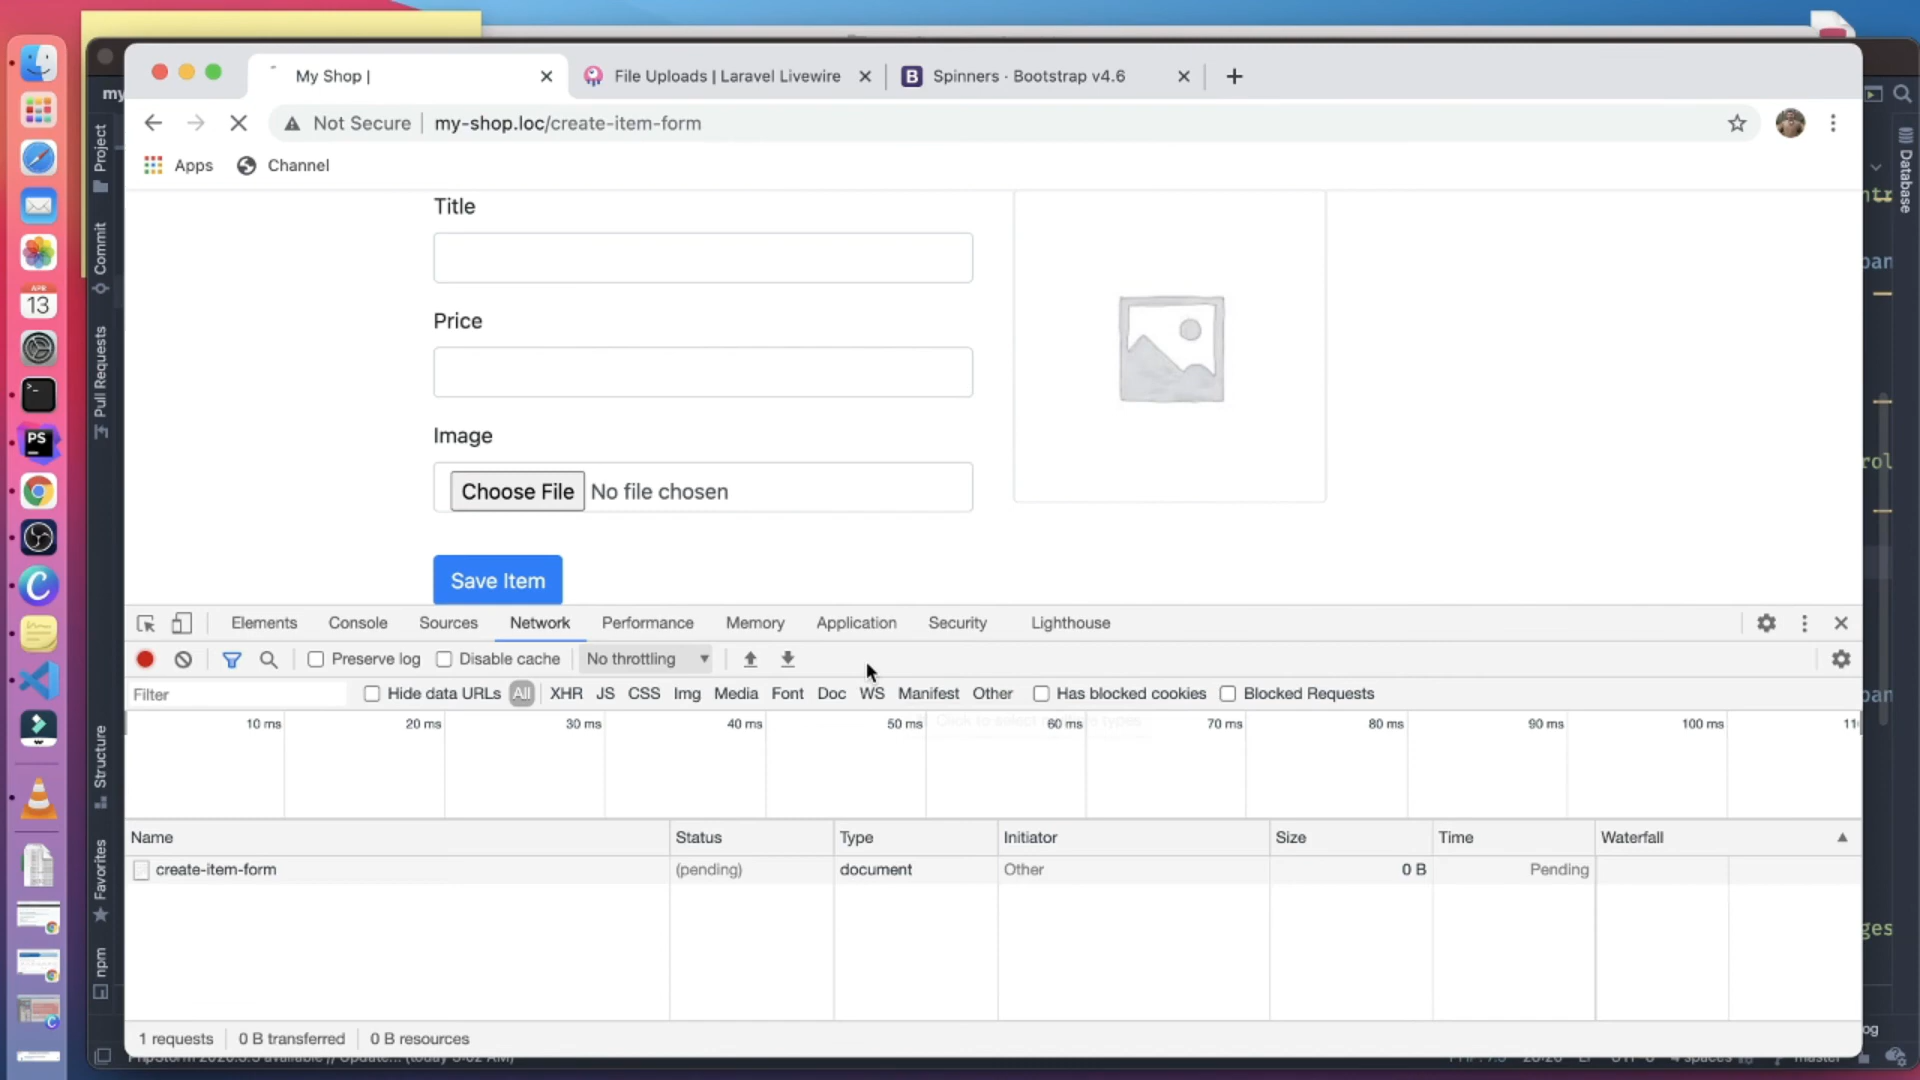 My Shop |
File Uploads | Laravel Livewire
B
Spinners · Bootstrap v4.6
my
Not Secure
my-shop.loc/create-item-form
Apps
Channel
Project
Commit
Pull Requests
Structure
Favorites
npm
Database
APR
13
PS
Title
Price
Image
Choose File
No file chosen
Save Item
Elements
Console
Sources
Network
Performance
Memory
Application
Security
Lighthouse
Preserve log
Disable cache
No throttling
Filter
Hide data URLs
All
XHR
JS
CSS
Img
Media
Font
Doc
WS
Manifest
Other
Has blocked cookies
Blocked Requests
10 ms
20 ms
30 ms
40 ms
50 ms
60 ms
70 ms
80 ms
90 ms
100 ms
11
Name
Status
Type
Initiator
Size
Time
Waterfall
create-item-form
(pending)
document
Other
0 B
Pending
1 requests
0 B transferred
0 B resources